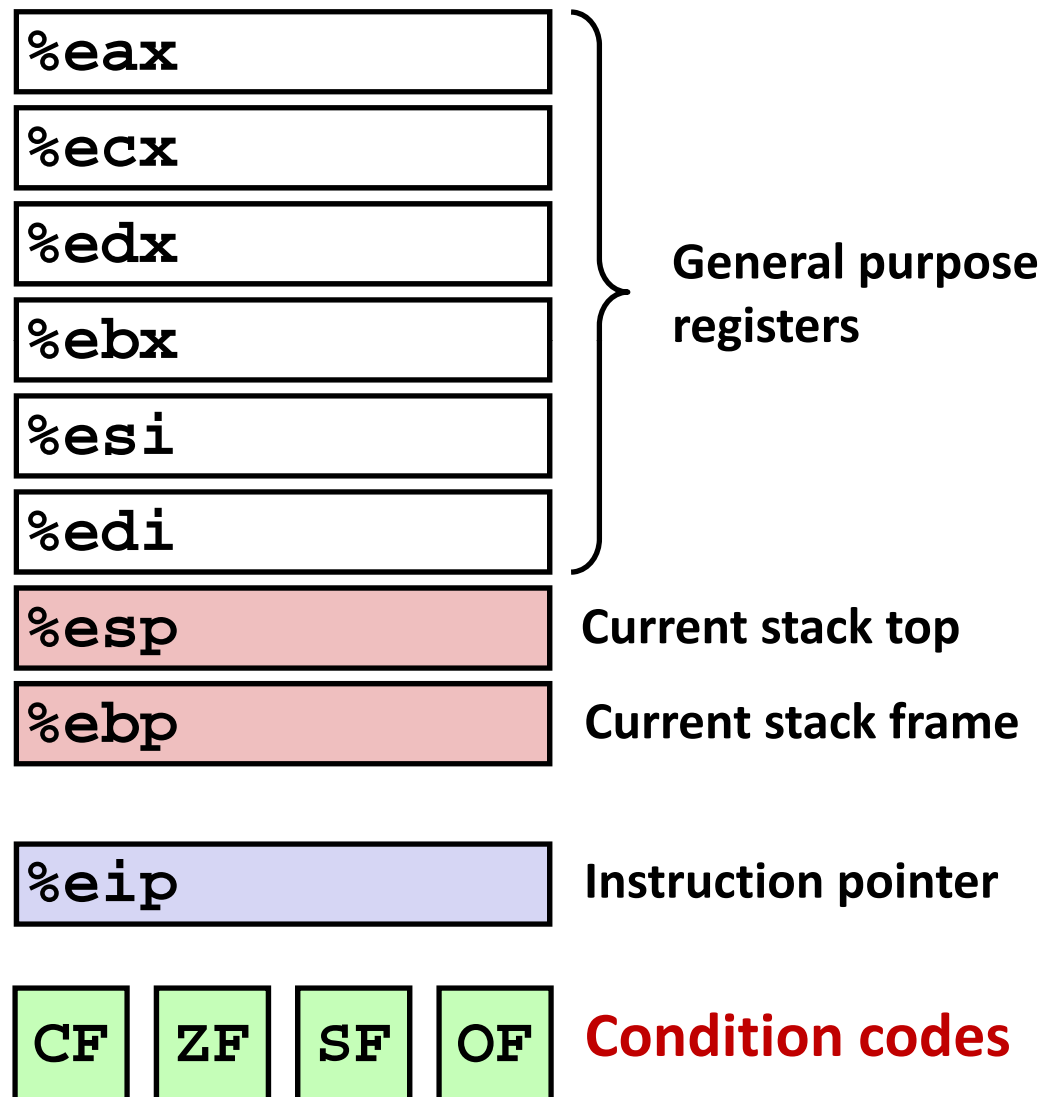 %eax
%ecx
%edx
General purpose
%ebx
registers
%esi
%edi
%esp
Current stack top
%ebp
Current stack frame
%eip
Instruction pointer
CF ZF SF OF
Condition codes